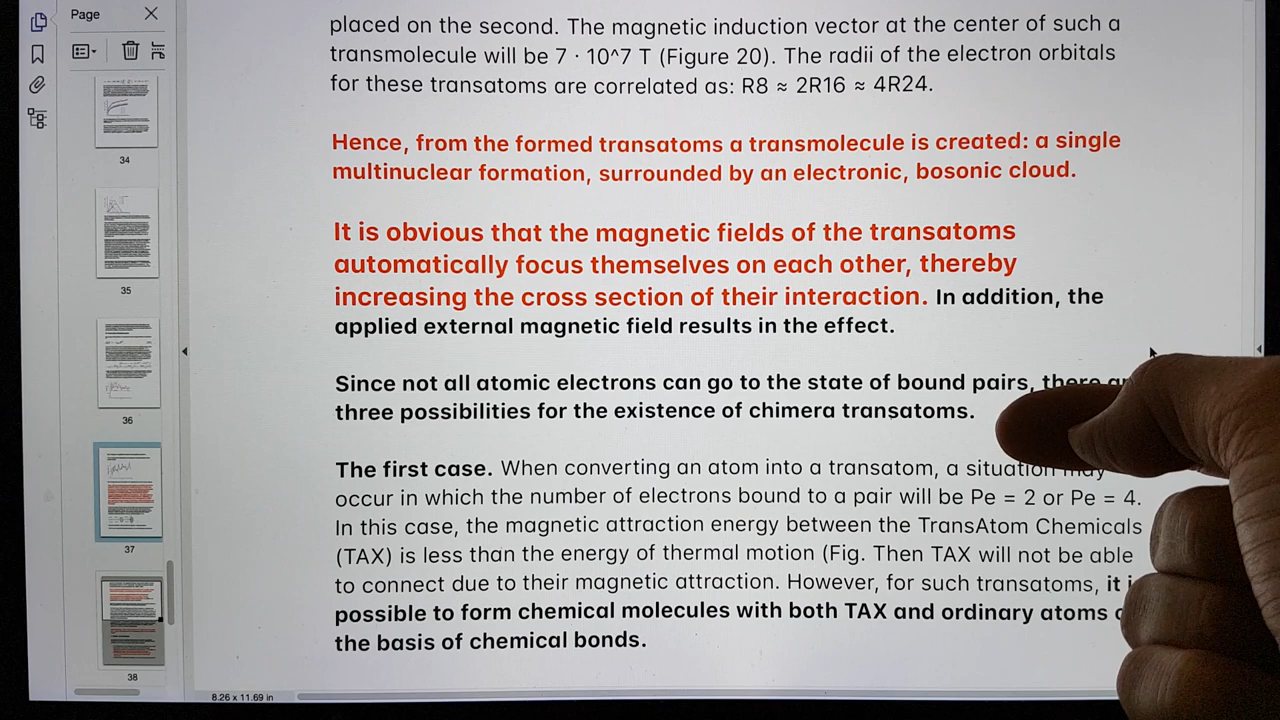 Page
placed on the second. The magnetic induction vector at the center of such a
transmolecule will be 7 · 10^7 T (Figure 20). The radii of the electron orbitals
for these transatoms are correlated as: R8 ≈ 2R16 ≈ 4R24.
Hence, from the formed transatoms a transmolecule is created: a single
multinuclear formation, surrounded by an electronic, bosonic cloud.
It is obvious that the magnetic fields of the transatoms
automatically focus themselves on each other, thereby
increasing the cross section of their interaction. In addition, the
applied external magnetic field results in the effect.
Since not all atomic electrons can go to the state of bound pairs, there
three possibilities for the existence of chimera transatoms.
The first case. When converting an atom into a transatom, a situation may
occur in which the number of electrons bound to a pair will be Pe = 2 or Pe = 4.
In this case, the magnetic attraction energy between the TransAtom Chemicals
(TAX) is less than the energy of thermal motion (Fig. Then TAX will not be able
to connect due to their magnetic attraction. However, for such transatoms, it
possible to form chemical molecules with both TAX and ordinary atoms
the basis of chemical bonds.
34
35
36
37
38
8.26 x 11.69 in